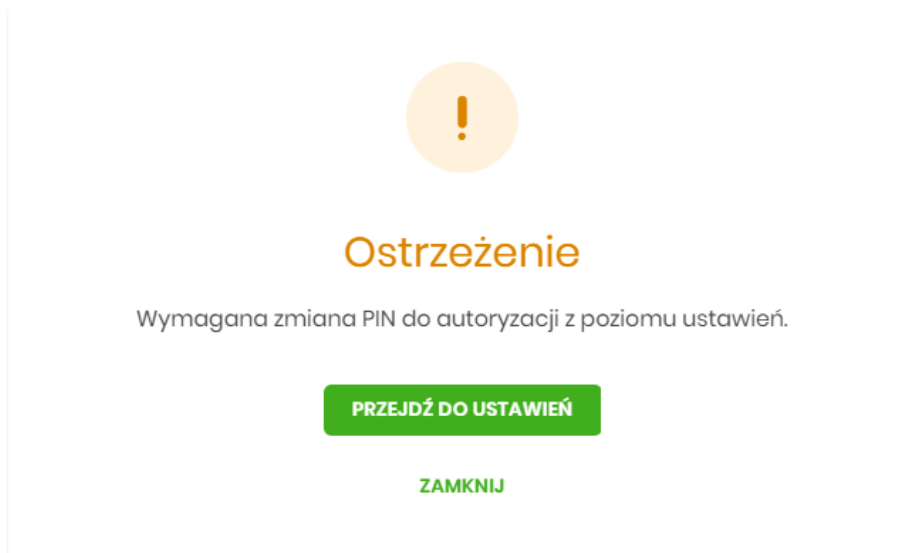 Ostrzeżenie
Wymagana zmiana PIN do autoryzacji z poziomu ustawień.
PRZEJDŹ DO USTAWIEŃ
ZAMKNIJ